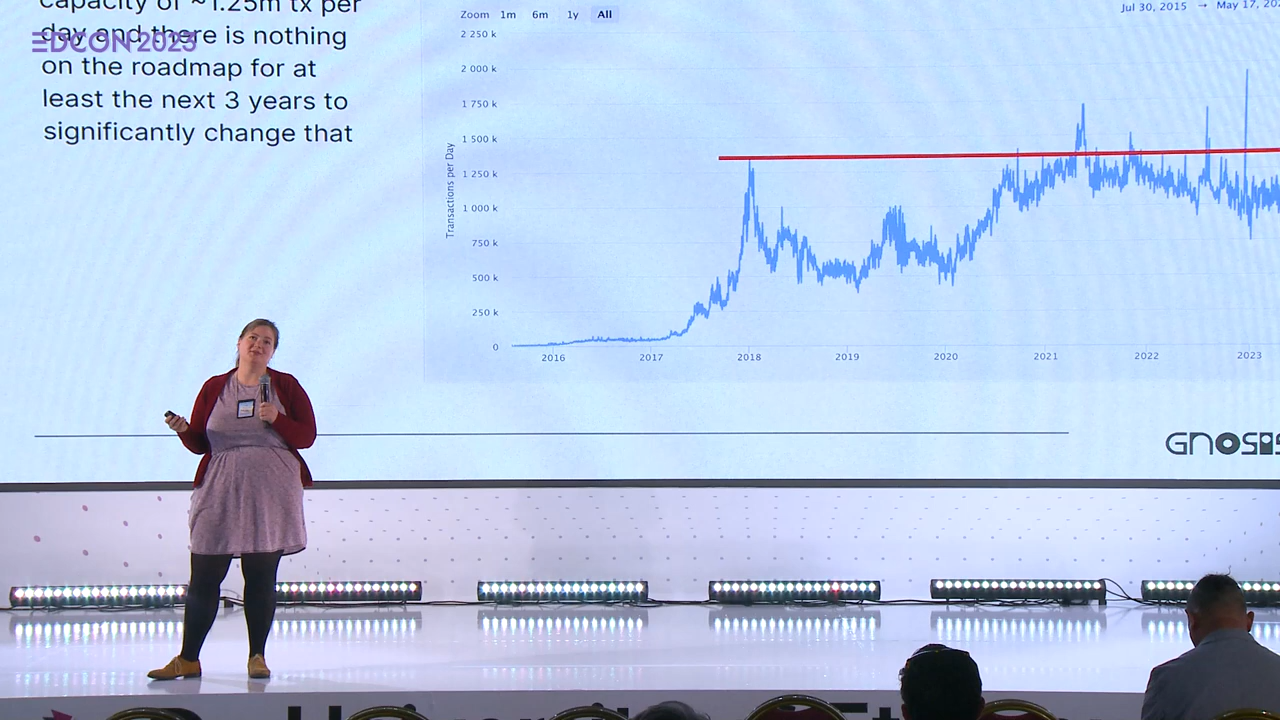 capacity of ~1.25m tx per
day and there is nothing
on the roadmap for at
least the next 3 years to
significantly change that
EDCON 2023
Zoom 1m 6m 1y All
Jul 30, 2015 → May 17, 202
Transactions per Day
2 250 k
2 000 k
1 750 k
1 500 k
1 250 k
1 000 k
750 k
500 k
250 k
0
2016 2017 2018 2019 2020 2021 2022 2023
GNOSIS